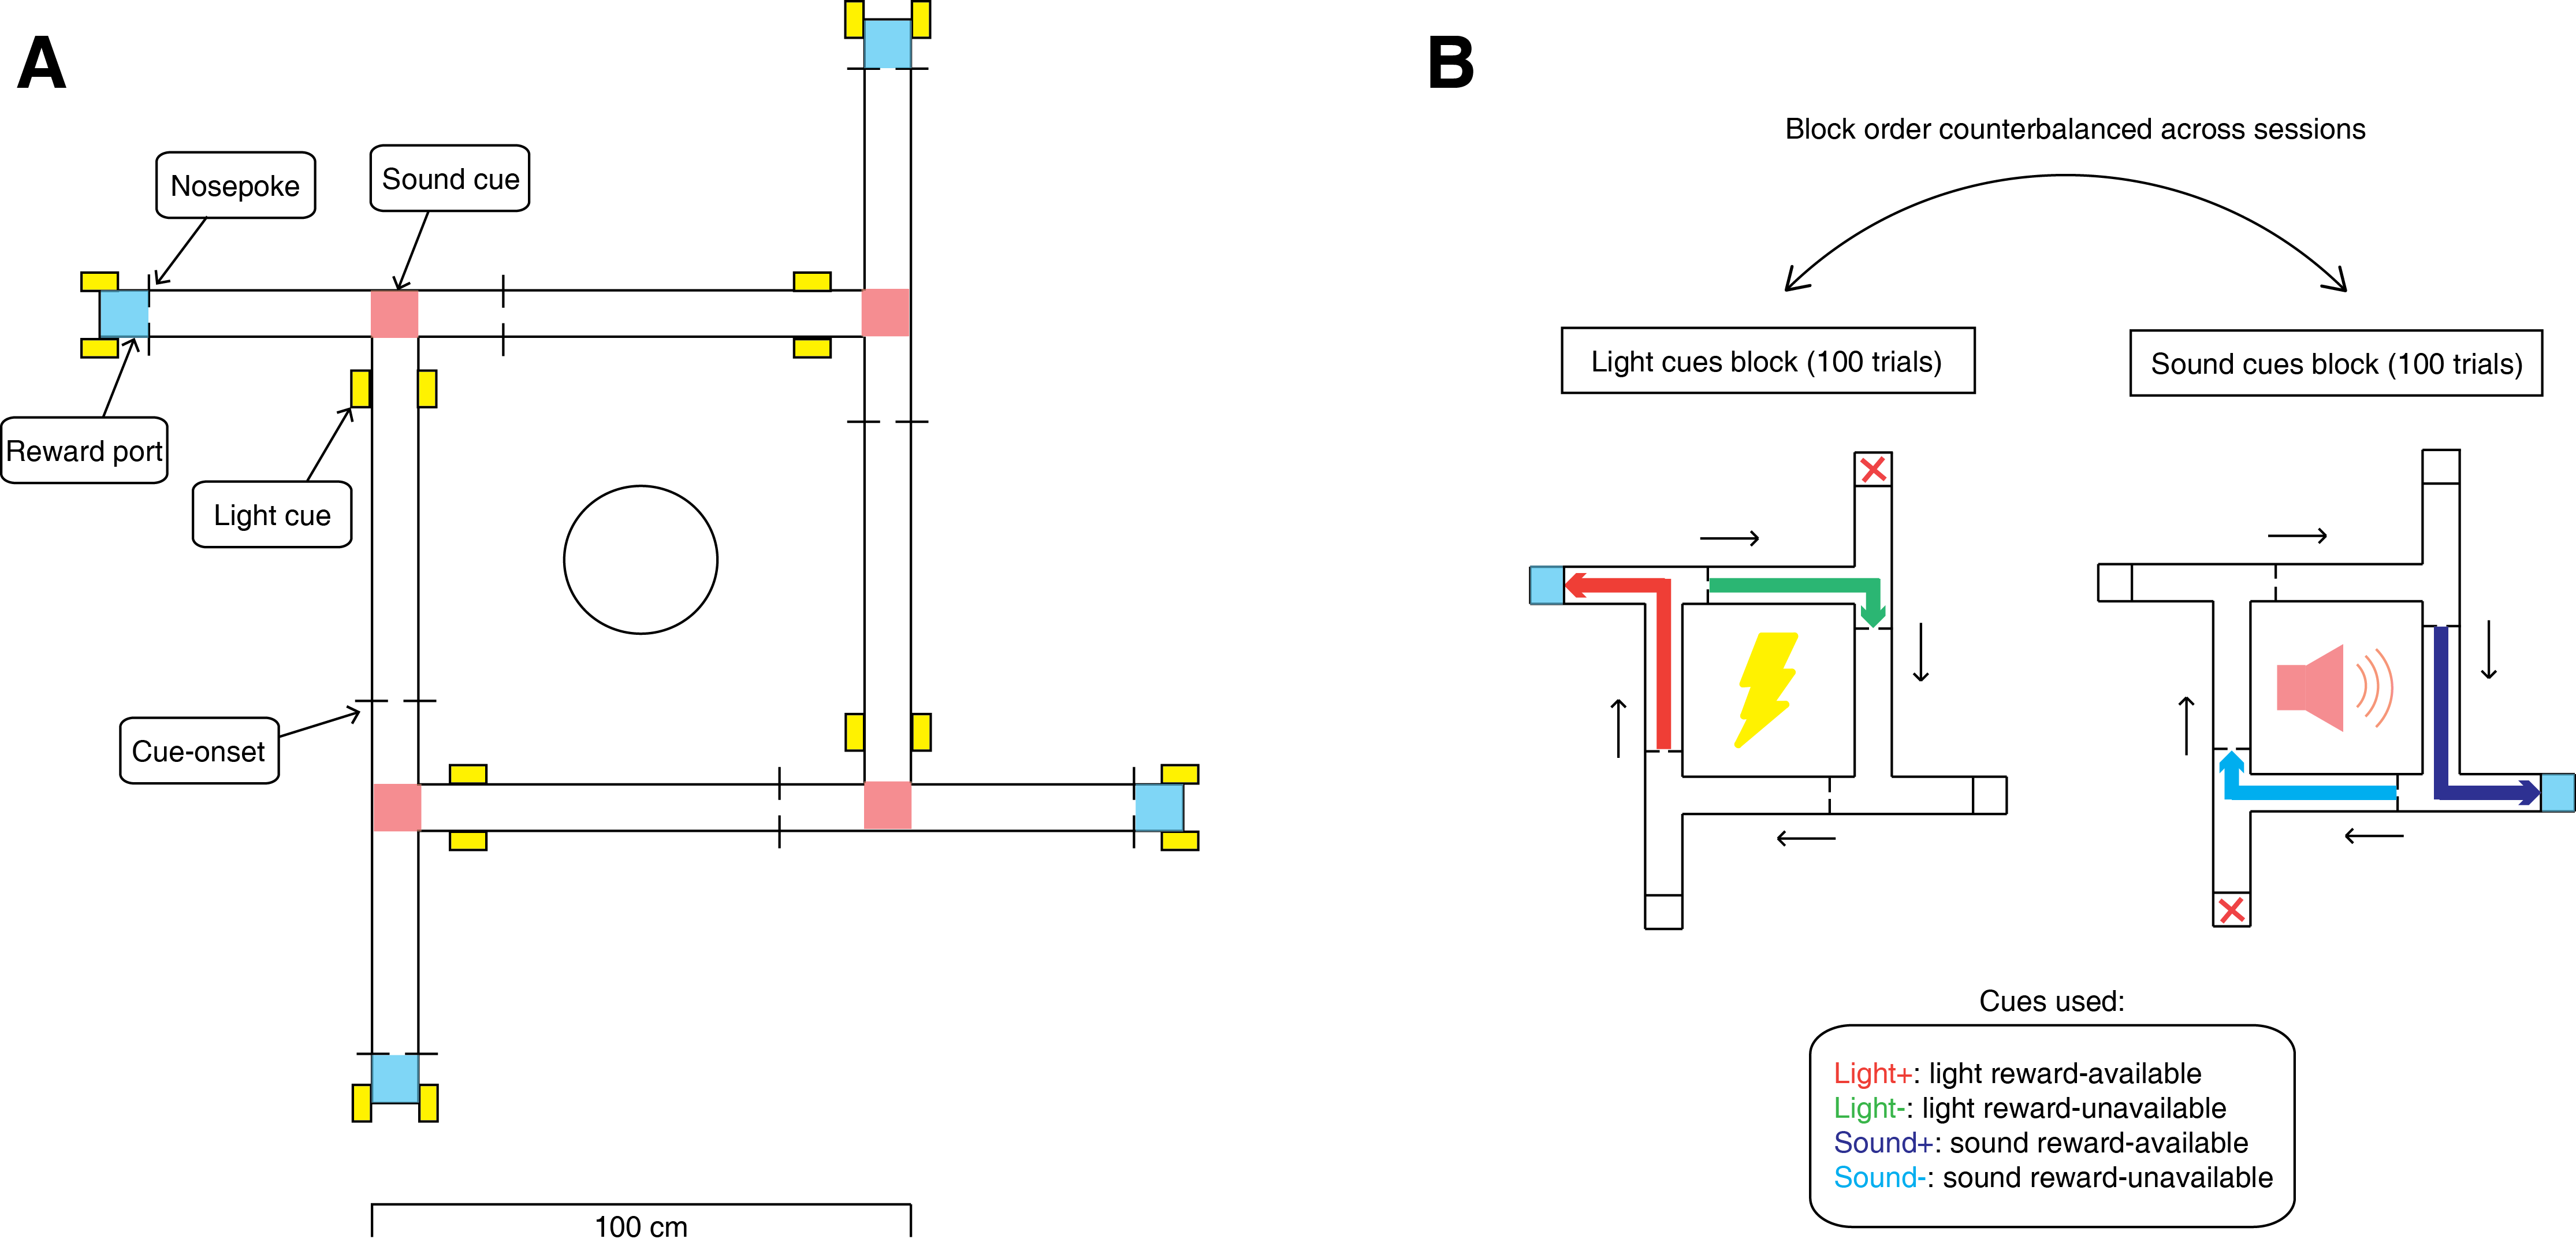 A
Nosepoke
Sound cue
Reward port
Light cue
Cue-onset
100 cm
B
Block order counterbalanced across sessions
Light cues block (100 trials)
Sound cues block (100 trials)
Cues used:
Light+: light reward-available
Light-: light reward-unavailable
Sound+: sound reward-available
Sound-: sound reward-unavailable